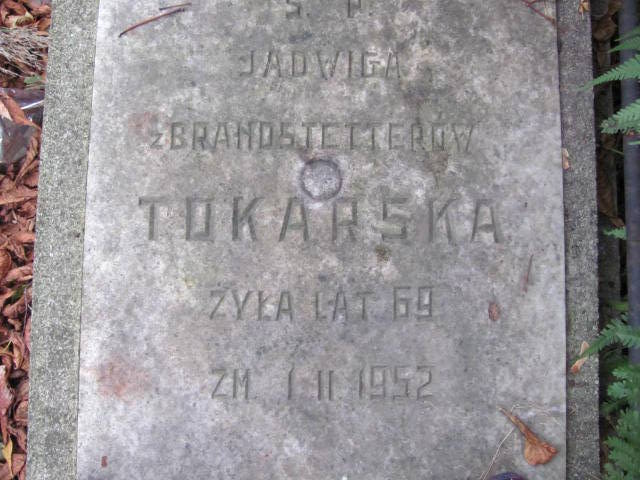 Ś. P.
JADWIGA
z BRANDSTETTERÓW
TOKARSKA
ŻYŁA LAT 69
ZM. 1 II 1952